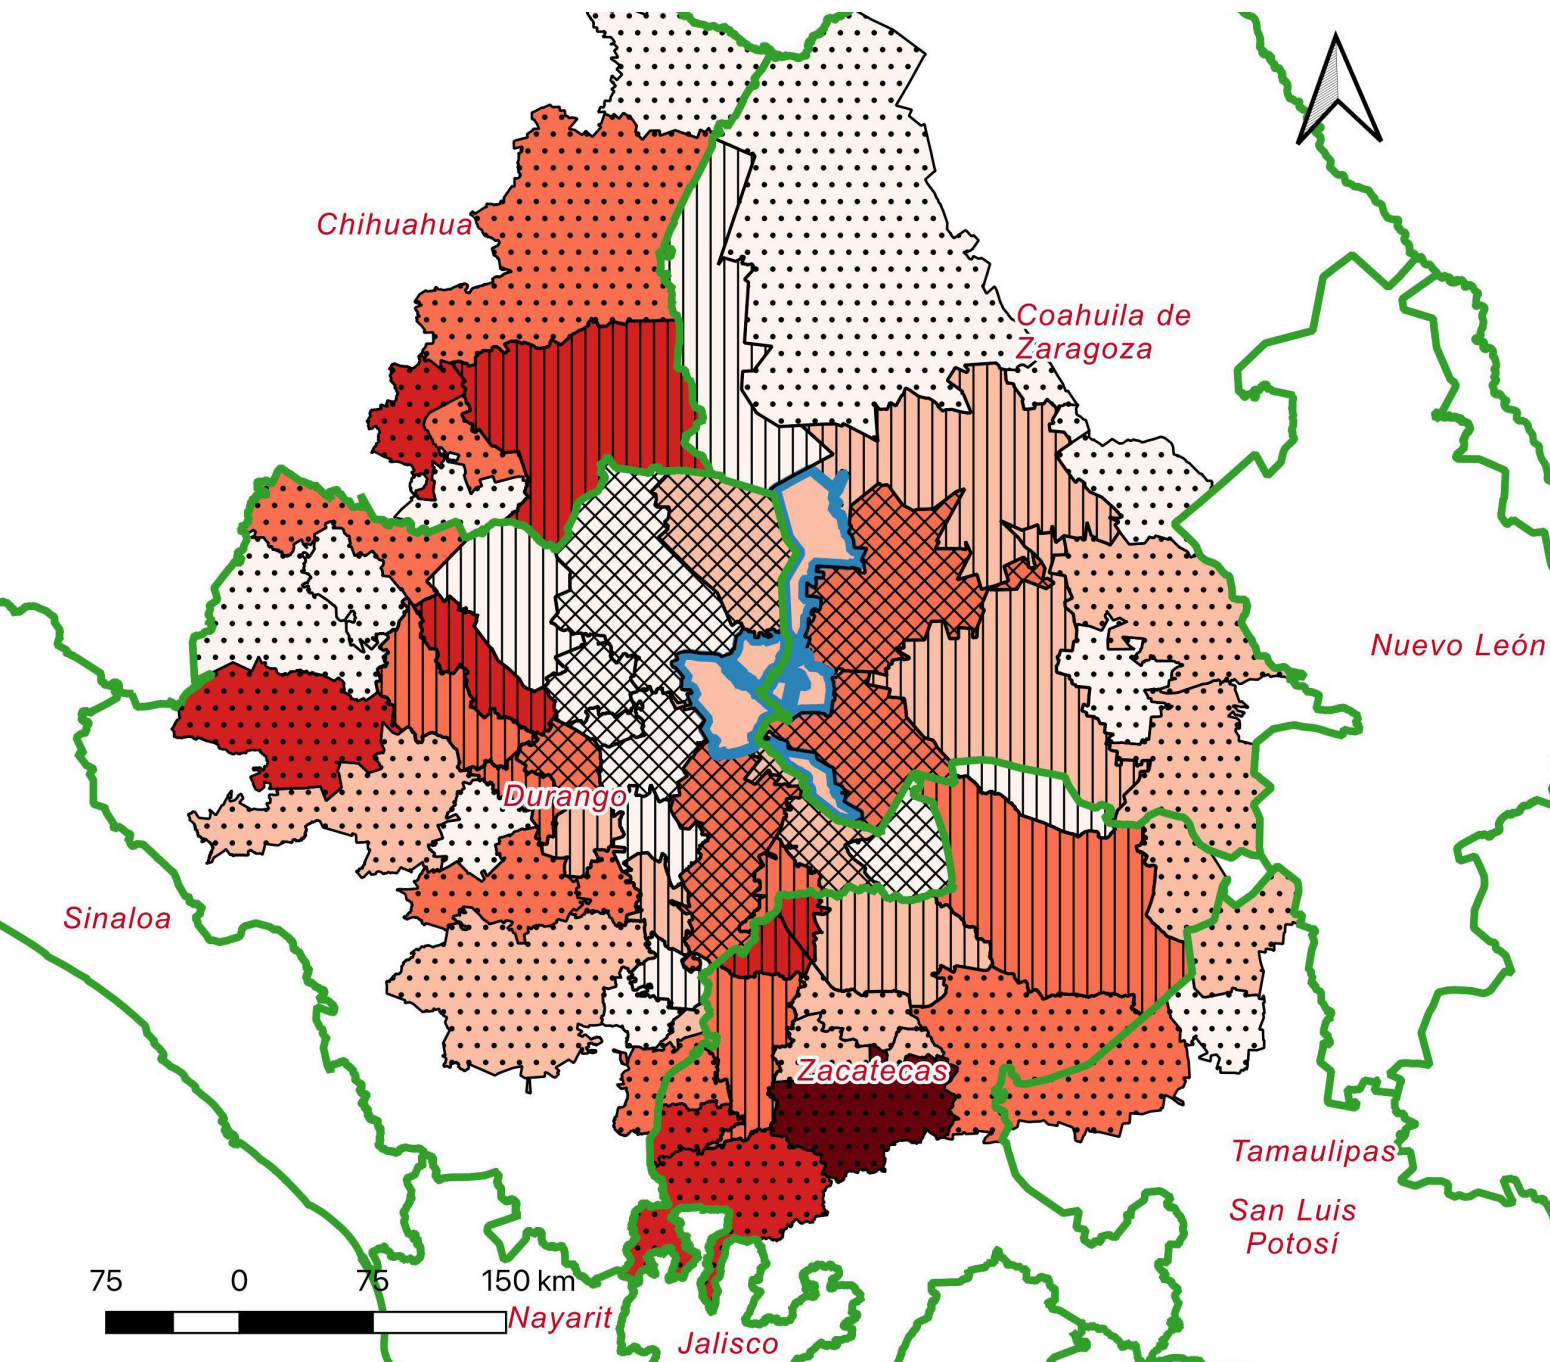 Chihuahua
Coahuila de
Zaragoza
Nuevo León
Durango
Sinaloa
Zacatecas
Tamaulipas
San Luis
Potosí
75 0 75 150 km
Nayarit
Jalisco